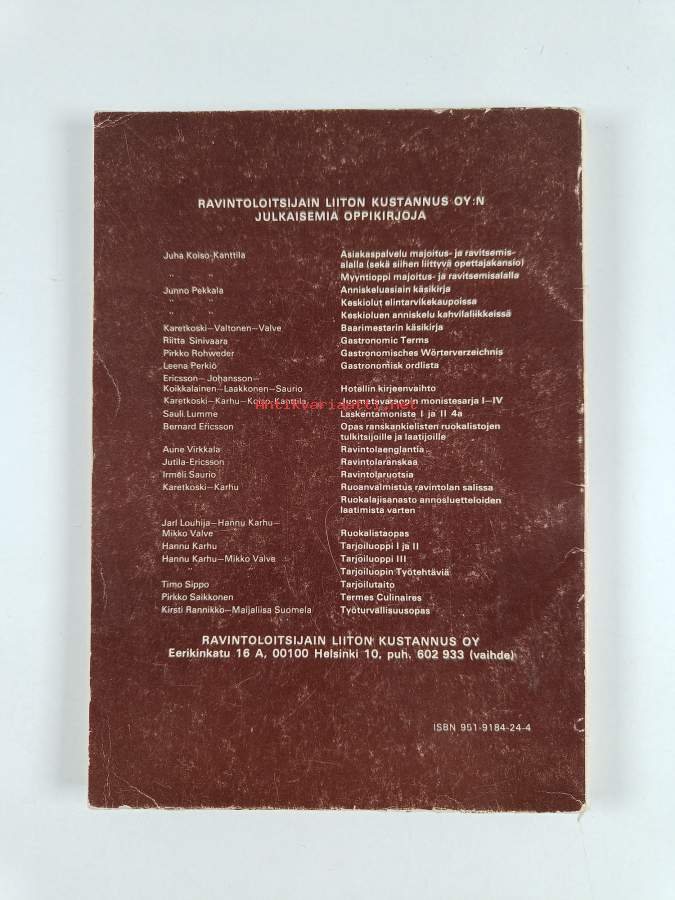 RAVINTOLOITSIJAIN LIITON KUSTANNUS OY:N
JULKAISEMIA OPPIKIRJOJA
Juha Koiso-Kanttila Asiakaspalvelu majoitus- ja ravitsemis-
alalla (sekä siihen liittyvä opettajakansio)
" " Myyntioppi majoitus- ja ravitsemisalalla
Junno Pekkala Anniskeluasiain käsikirja
" " Keskiolut elintarvikekaupoissa
" " Keskioluen anniskelu kahvilaliikkeissä
Karetkoski—Valtonen—Valve Baarimestarin käsikirja
Riitta Sinivaara Gastronomic Terms
Pirkko Rohweder Gastronomisches Wörterverzeichnis
Leena Perkiö Gastronomisk ordlista
Ericsson—Johansson—
Koikkalainen—Laakkonen—Saurio Hotellin kirjeenvaihto
Karetkoski—Karhu—Koiso-Kanttila Juomatavaraopin monistesarja I—IV
Antikvariaatti.net
Sauli Lumme Laskentamoniste I ja II 4a
Bernard Ericsson Opas ranskankielisten ruokalistojen
tulkitsijoille ja laatijoille
Aune Virkkala Ravintolaenglantia
Jutila-Ericsson Ravintolaranskaa
Irmeli Saurio Ravintolaruotsia
Karetkoski—Karhu Ruoanvalmistus ravintolan salissa
Ruokalajisanasto annosluetteloiden
laatimista varten
Jarl Louhija—Hannu Karhu—
Mikko Valve Ruokalistaopas
Hannu Karhu Tarjoiluoppi I ja II
Hannu Karhu—Mikko Valve Tarjoiluoppi III
" Tarjoiluopin Työtehtäviä
Timo Sippo Tarjoilutaito
Pirkko Saikkonen Termes Culinaires
Kirsti Rannikko—Maijaliisa Suomela Työturvallisuusopas
RAVINTOLOITSIJAIN LIITON KUSTANNUS OY
Eerikinkatu 16 A, 00100 Helsinki 10, puh. 602 933 (vaihde)
ISBN 951-9184-24-4